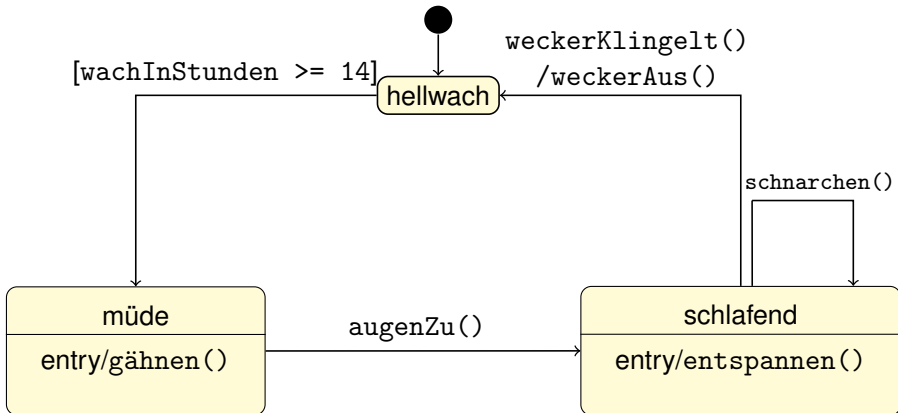 weckerKlingelt()
/weckerAus()
[wachInStunden >= 14]
hellwach
schnarchen()
müde
entry/gähnen()
augenZu()
schlafend
entry/entspannen()